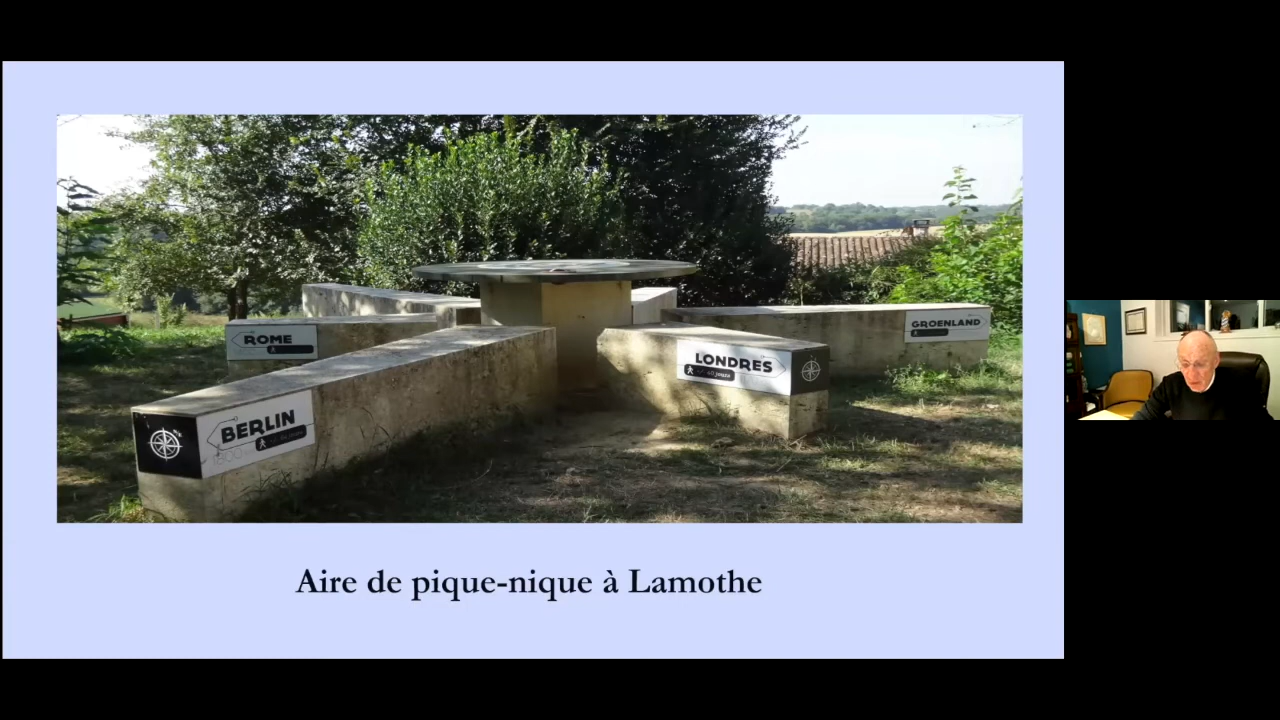 ROME
GROENLAND
LONDRES
BERLIN
Aire de pique-nique à Lamothe